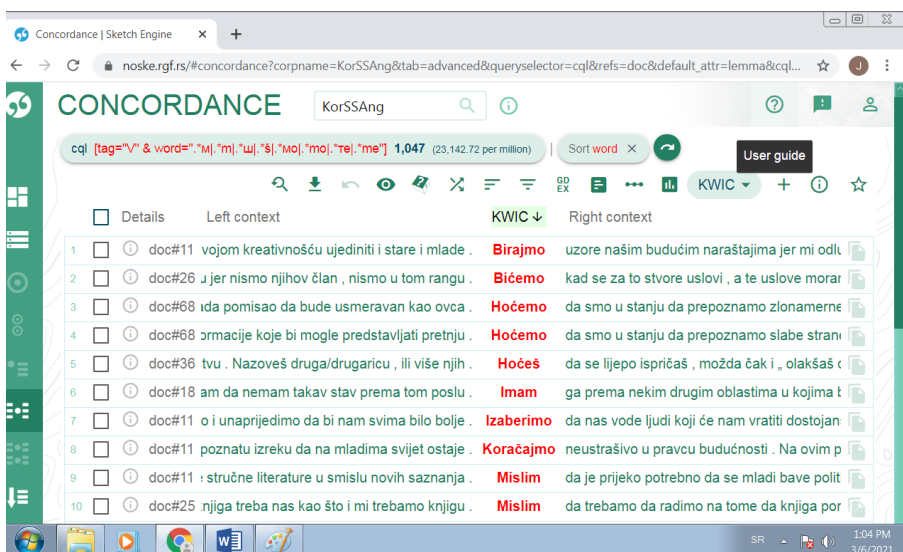 Concordance | Sketch Engine
noske.rgf.rs/#concordance?corpname=KorSSAng&tab=advanced&queryselector=cql&refs=doc&default_attr=lemma&cql...
J
CONCORDANCE KorSSAng
cql [tag="V" & word=".*м|.*m|.*ш|.*š|.*мо|.*mo|.*те|.*me"] 1,047 (23,142.72 per million) | Sort word
User guide
GD EX KWIC
Details Left context KWIC Right context
1 doc#11 vojom kreativnošću ujediniti i stare i mlade . Birajmo uzore našim budućim naraštajima jer mi odlu
2 doc#26 u jer nismo njihov član , nismo u tom rangu . Bićemo kad se za to stvore uslovi , a te uslove morar
3 doc#68 ada pomisao da bude usmeravan kao ovca . Hoćemo da smo u stanju da prepoznamo zlonamerne
4 doc#68 ormacije koje bi mogle predstavljati pretnju . Hoćemo da smo u stanju da prepoznamo slabe stran
5 doc#36 tvu . Nazoveš druga/drugaricu , ili više njih . Hoćeš da se lijepo ispričaš , možda čak i „ olakšaš
6 doc#18 am da nemam takav stav prema tom poslu . Imam ga prema nekim drugim oblastima u kojima
7 doc#11 o i unaprijedimo da bi nam svima bilo bolje . Izaberimo da nas vode ljudi koji će nam vratiti dostojan
8 doc#11 poznatu izreku da na mladima svijet ostaje . Koračajmo neustrašivo u pravcu budućnosti . Na ovim p
9 doc#11 stručne literature u smislu novih saznanja . Mislim da je prijeko potrebno da se mladi bave polit
10 doc#25 njiga treba nas kao što i mi trebamo knjigu . Mislim da trebamo da radimo na tome da knjiga por
SR 1:04 PM
3/6/2021